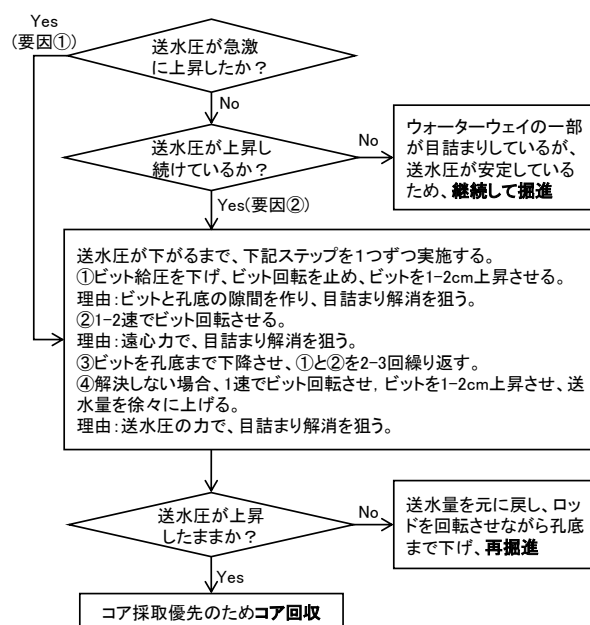 Yes
(要因①)
送水圧が急激
に上昇したか？
No
送水圧が上昇し
続けているか？
No
ウォーターウェイの一部
が目詰まりしているが、
送水圧が安定している
ため、継続して掘進
Yes(要因②)
送水圧が下がるまで、下記ステップを1つずつ実施する。
①ビット給圧を下げ、ビット回転を止め、ビットを1-2cm上昇させる。
理由：ビットと孔底の隙間を作り、目詰まり解消を狙う。
②1-2速でビット回転させる。
理由：遠心力で、目詰まり解消を狙う。
③ビットを孔底まで下降させ、①と②を2-3回繰り返す。
④解決しない場合、1速でビット回転させ, ビットを1-2cm上昇させ、送
水量を徐々に上げる。
理由：送水圧の力で、目詰まり解消を狙う。
送水圧が上昇
したままか？
No
送水量を元に戻し、ロッ
ドを回転させながら孔底
まで下げ、再掘進
Yes
コア採取優先のためコア回収